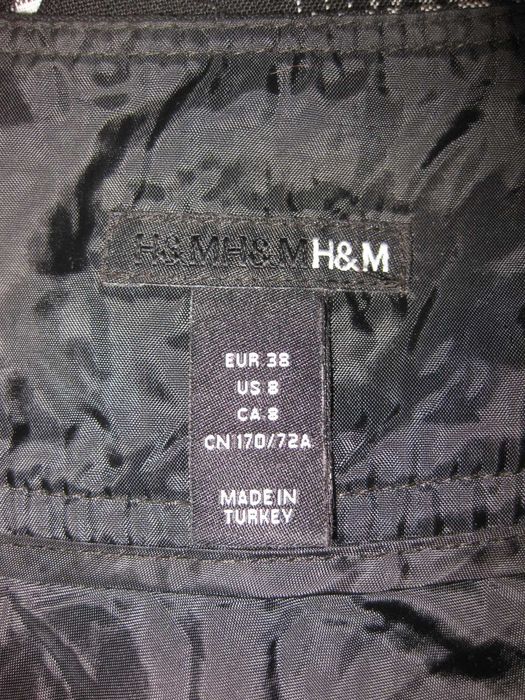 H&MH&MH&M
EUR 38
US 8
CA 8
CN 170/72A
MADE IN
TURKEY